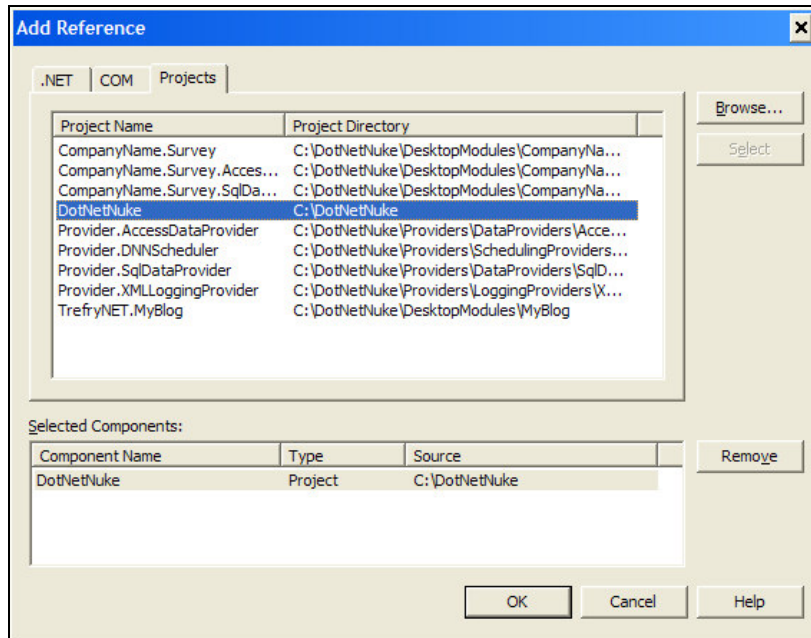 Add Reference
.NET COM Projects
Browse...
Select
Project Name Project Directory
CompanyName.Survey C:\DotNetNuke\DesktopModules\CompanyNa...
CompanyName.Survey.Acces... C:\DotNetNuke\DesktopModules\CompanyNa...
CompanyName.Survey.SqlDa... C:\DotNetNuke\DesktopModules\CompanyNa...
DotNetNuke C:\DotNetNuke
Provider.AccessDataProvider C:\DotNetNuke\Providers\DataProviders\Acce...
Provider.DNNScheduler C:\DotNetNuke\Providers\SchedulingProviders...
Provider.SqlDataProvider C:\DotNetNuke\Providers\DataProviders\SqlD...
Provider.XMLLoggingProvider C:\DotNetNuke\Providers\LoggingProviders\X...
TrefryNET.MyBlog C:\DotNetNuke\DesktopModules\MyBlog
Selected Components:
Component Name Type Source
Remove
DotNetNuke Project C:\DotNetNuke
OK Cancel Help